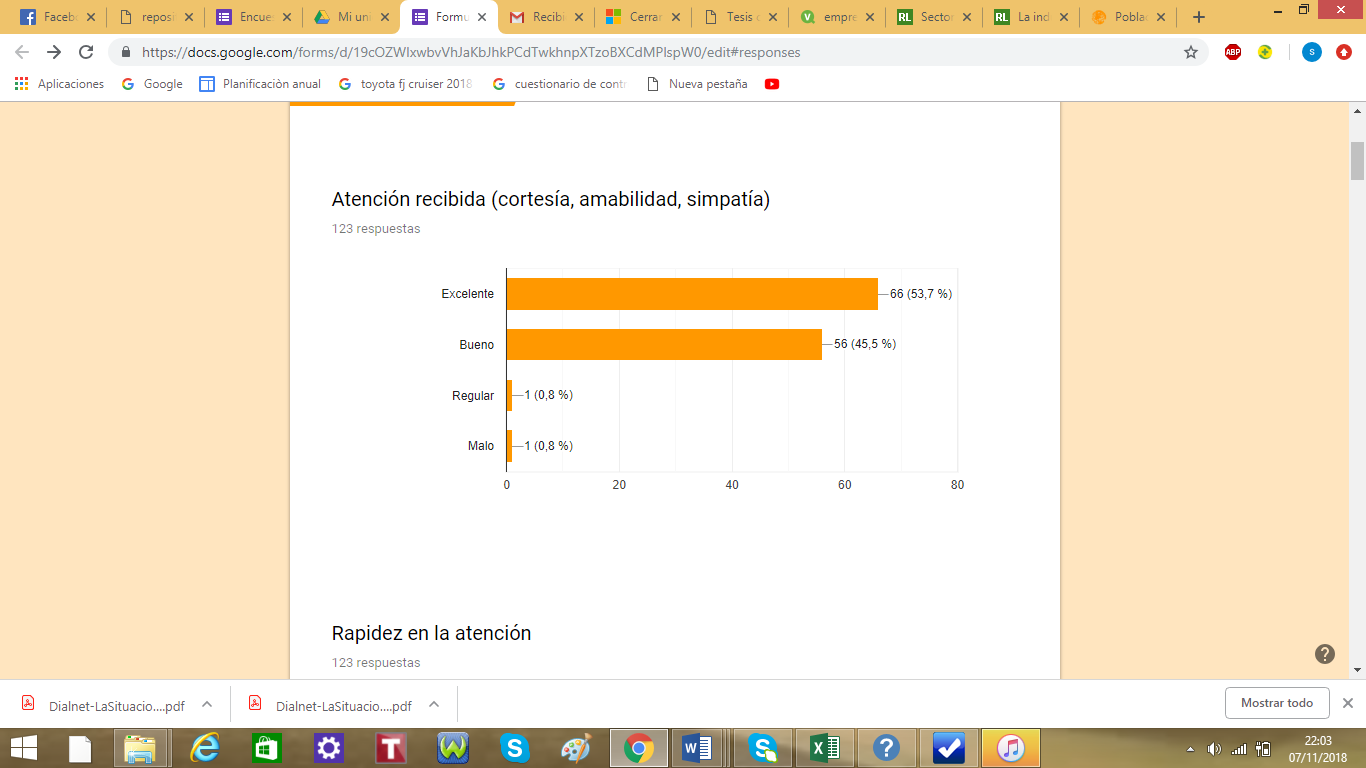 Faceb
repos
Encue
Mi uni
Formu
Recibi
Cerrar
Tesis
empre
Sector
La ind
Poblac
https://docs.google.com/forms/d/19cOZWIxwbvVhJaKbJhkPCdTwkhnpXTzoBXCdMPlspW0/edit#responses
Aplicaciones
Google
Planificaciòn anual
toyota fj cruiser 2018
cuestionario de cont
Nueva pestaña
Atención recibida (cortesía, amabilidad, simpatía)
123 respuestas
Excelente
66 (53,7 %)
Bueno
56 (45,5 %)
Regular
1 (0,8 %)
Malo
1 (0,8 %)
0 20 40 60 80
Rapidez en la atención
123 respuestas
Dialnet-LaSituacio....pdf
Dialnet-LaSituacio....pdf
Mostrar todo
22:03
07/11/2018